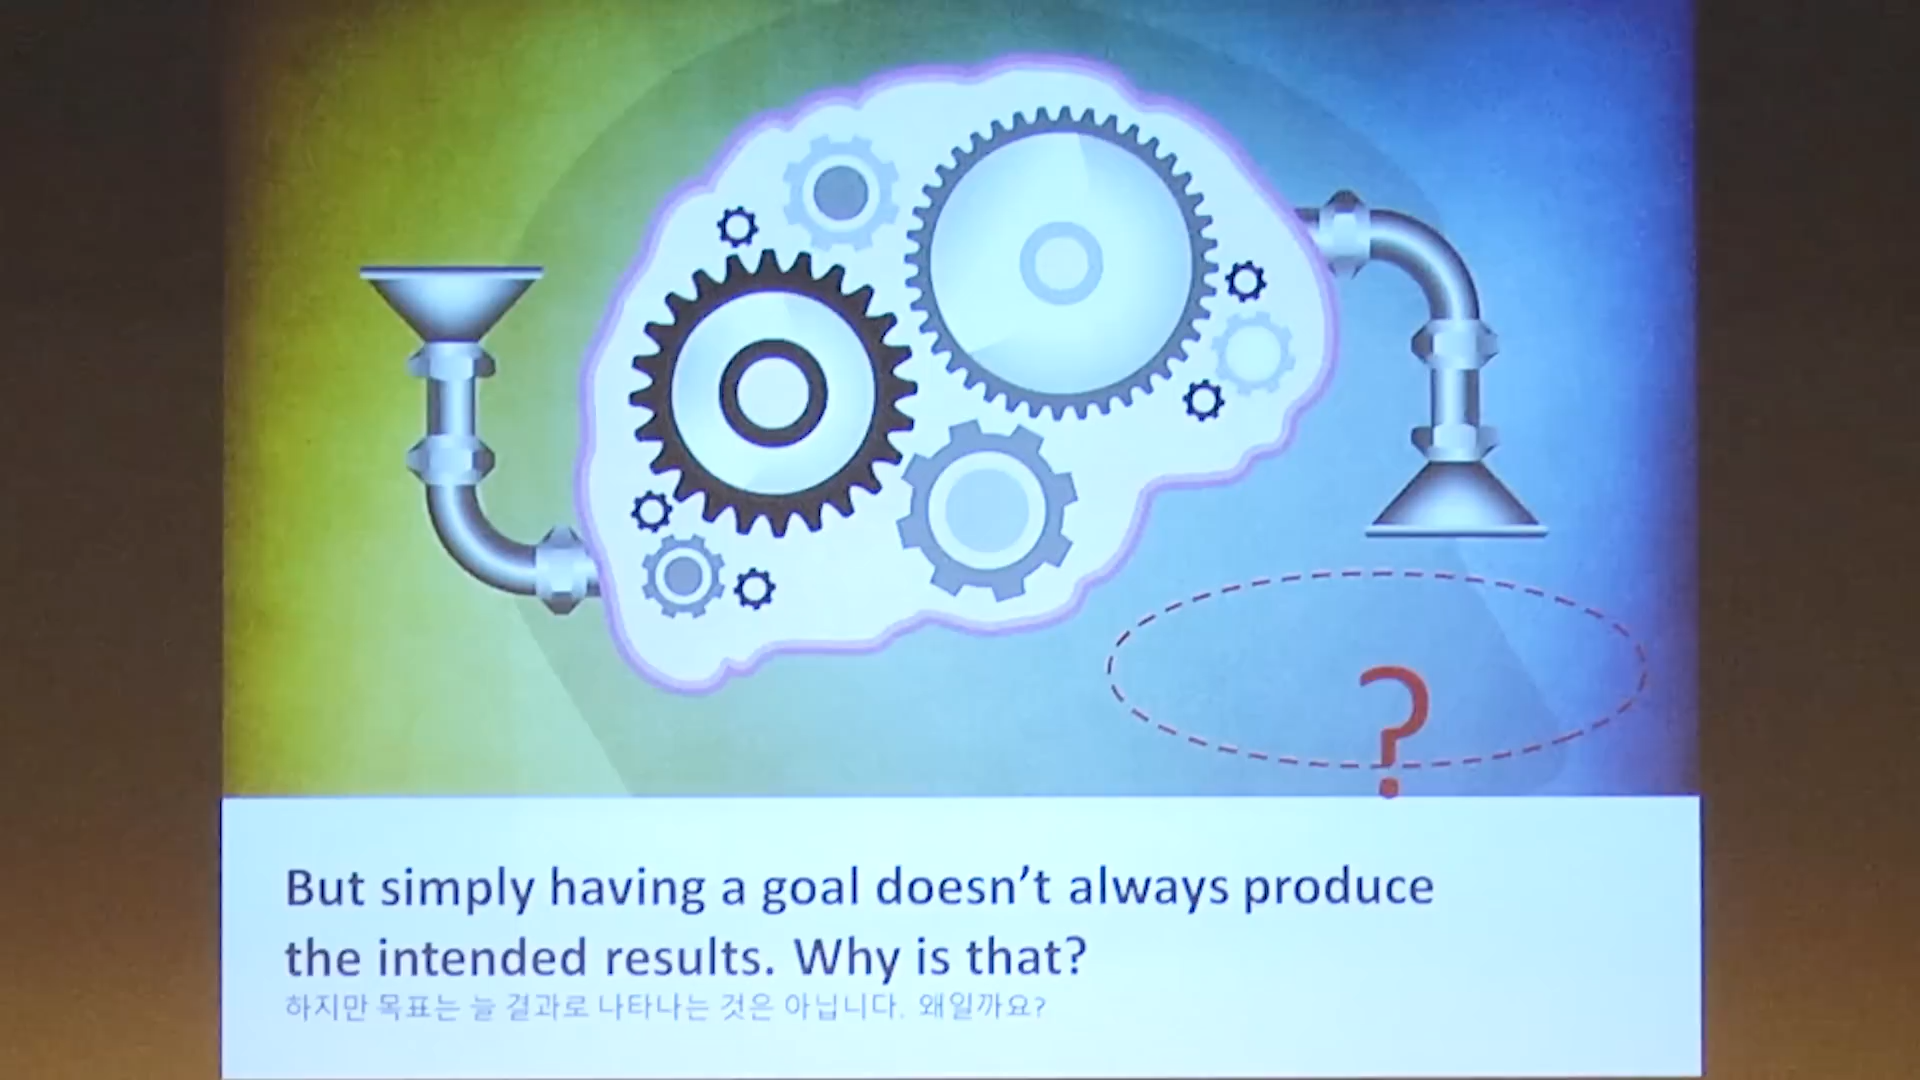 ?
But simply having a goal doesn’t always produce
the intended results. Why is that?
하지만 목표는 늘 결과로 나타나는 것은 아닙니다. 왜일까요?